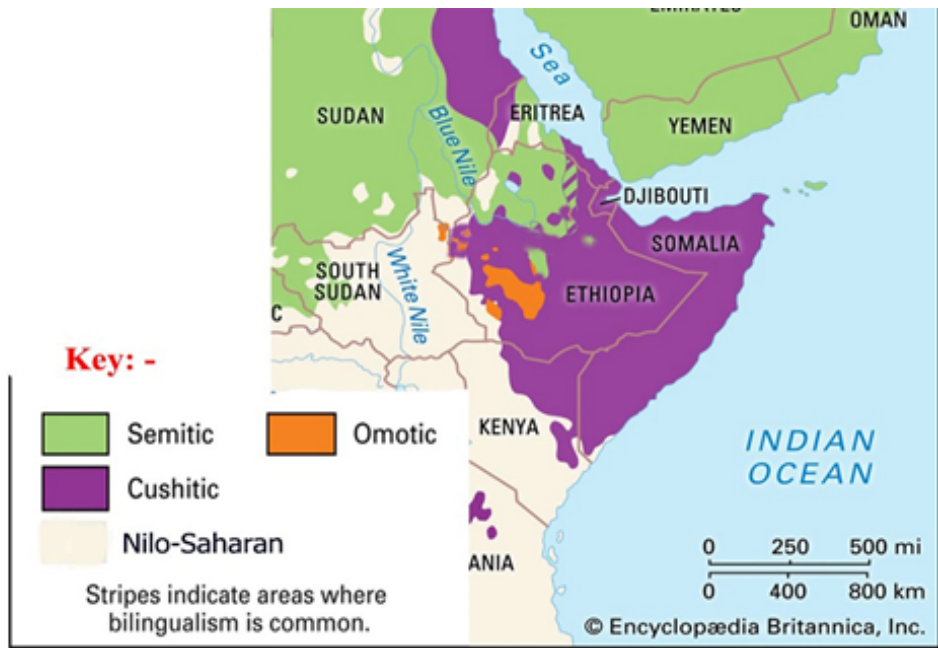 EMIRATES
OMAN
Sea
SUDAN
ERITREA
YEMEN
Blue Nile
DJIBOUTI
SOMALIA
SOUTH
SUDAN
White Nile
ETHIOPIA
C
Key: -
KENYA
Semitic
Omotic
INDIAN
OCEAN
Cushitic
Nilo-Saharan
0 250 500 mi
ANIA
0 400 800 km
Stripes indicate areas where
bilingualism is common.
© Encyclopædia Britannica, Inc.